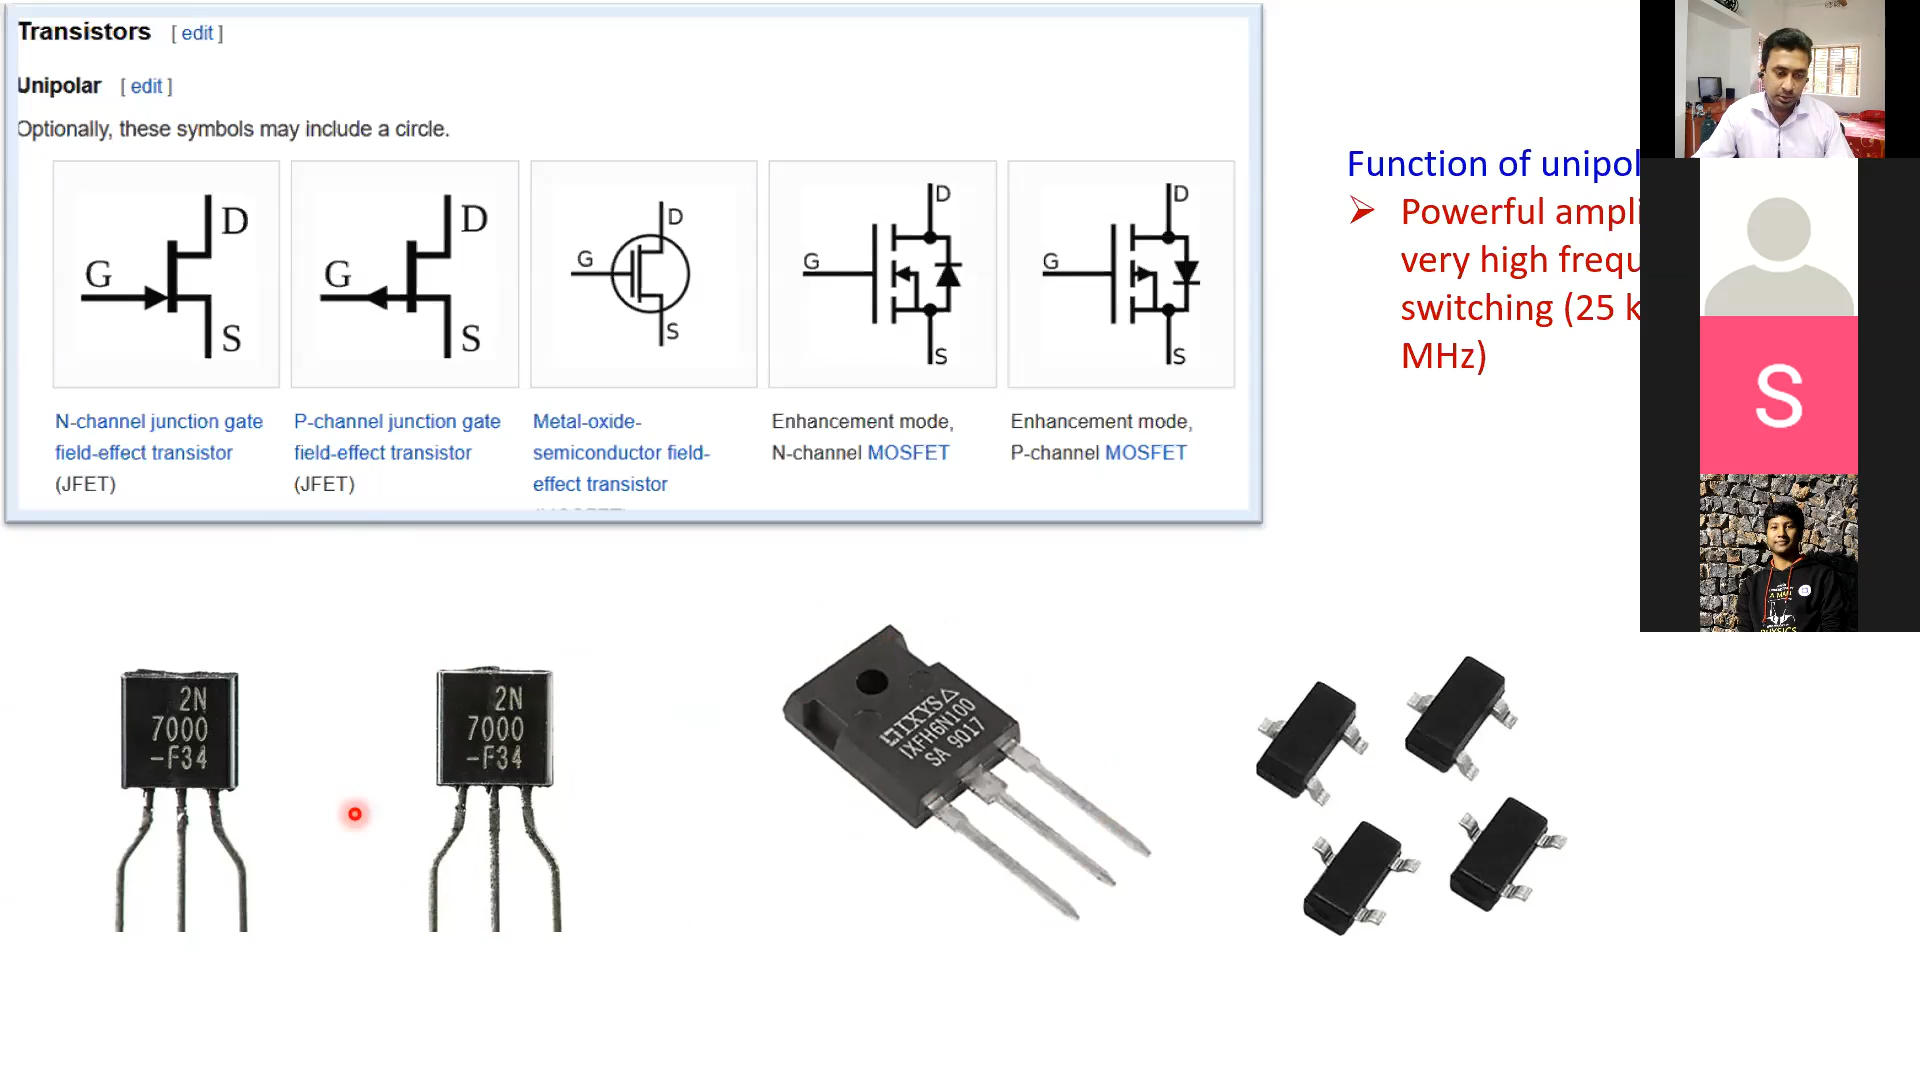 Transistors [ edit ]
Unipolar [ edit ]
Optionally, these symbols may include a circle.
G D S
G D S
G D S
G D S
G D S
N-channel junction gate
field-effect transistor
(JFET)
P-channel junction gate
field-effect transistor
(JFET)
Metal-oxide-
semiconductor field-
effect transistor
Enhancement mode,
N-channel MOSFET
Enhancement mode,
P-channel MOSFET
Function of unipol
➢ Powerful ampli
very high frequ
switching (25 k
MHz)
S
A MAN
PHYSICS
2N
7000
-F34
2N
7000
-F34
IXYS
IXFH6N100
SA 9017